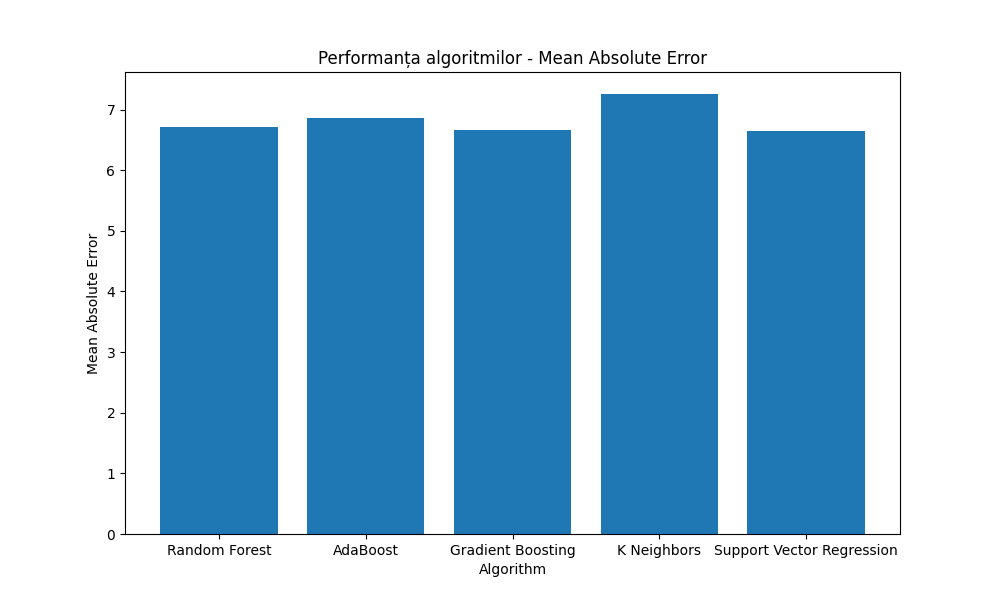 Performanța algoritmilor - Mean Absolute Error
7
6
5
4
3
2
1
0
Mean Absolute Error
Random Forest AdaBoost Gradient Boosting K Neighbors Support Vector Regression
Algorithm